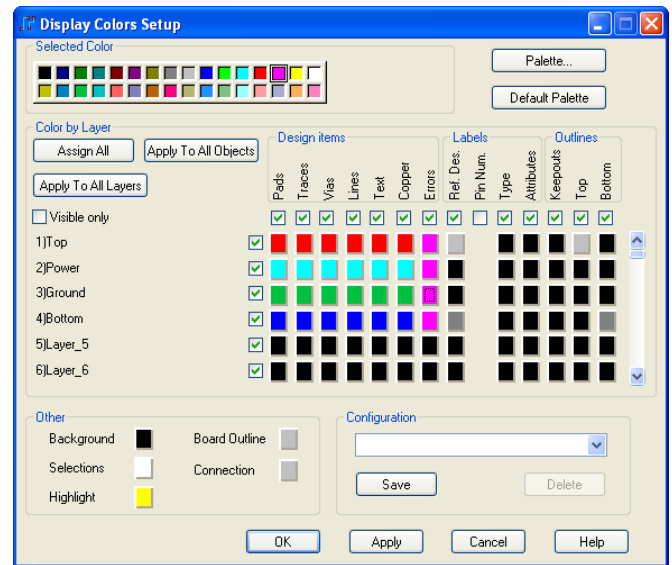 Display Colors Setup
Selected Color
Palette...
Default Palette
Color by Layer
Assign All
Apply To All Objects
Apply To All Layers
Design items
Labels
Outlines
Pads
Traces
Vias
Lines
Text
Copper
Errors
Ref. Des.
Pin Num.
Type
Attributes
Keepouts
Top
Bottom
Visible only
1)Top
2)Power
3)Ground
4)Bottom
5)Layer_5
6)Layer_6
Other
Background
Board Outline
Selections
Connection
Highlight
Configuration
Save
Delete
OK
Apply
Cancel
Help